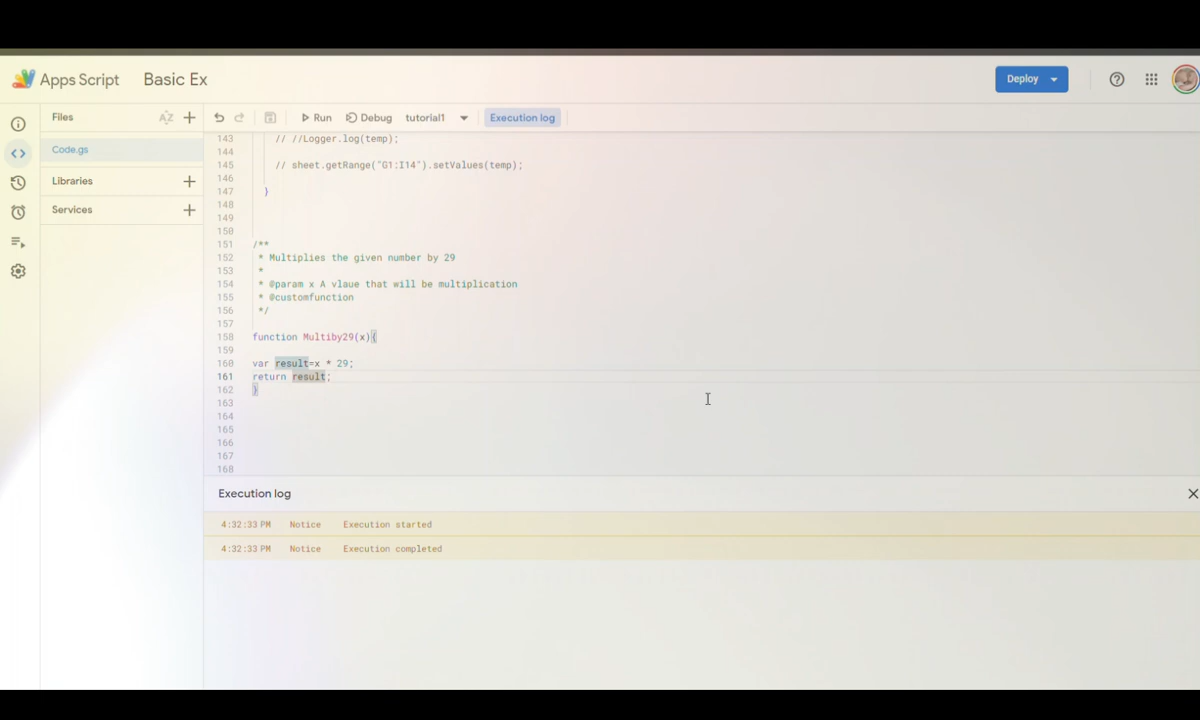 Apps Script Basic Ex Deploy
Files AZ Run Debug tutorial1 Execution log
Code.gs
Libraries
Services
143 // //Logger.log(temp);
144
145 // sheet.getRange("G1:I14").setValues(temp);
146
147 }
148
149
150
151 /**
152 * Multiplies the given number by 29
153 *
154 * @param x A vlaue that will be multiplication
155 * @customfunction
156 */
157
158 function Multiby29(x){
159
160 var result=x * 29;
161 return result;
162 }
163
164
165
166
167
168
Execution log
4:32:33 PM Notice Execution started
4:32:33 PM Notice Execution completed